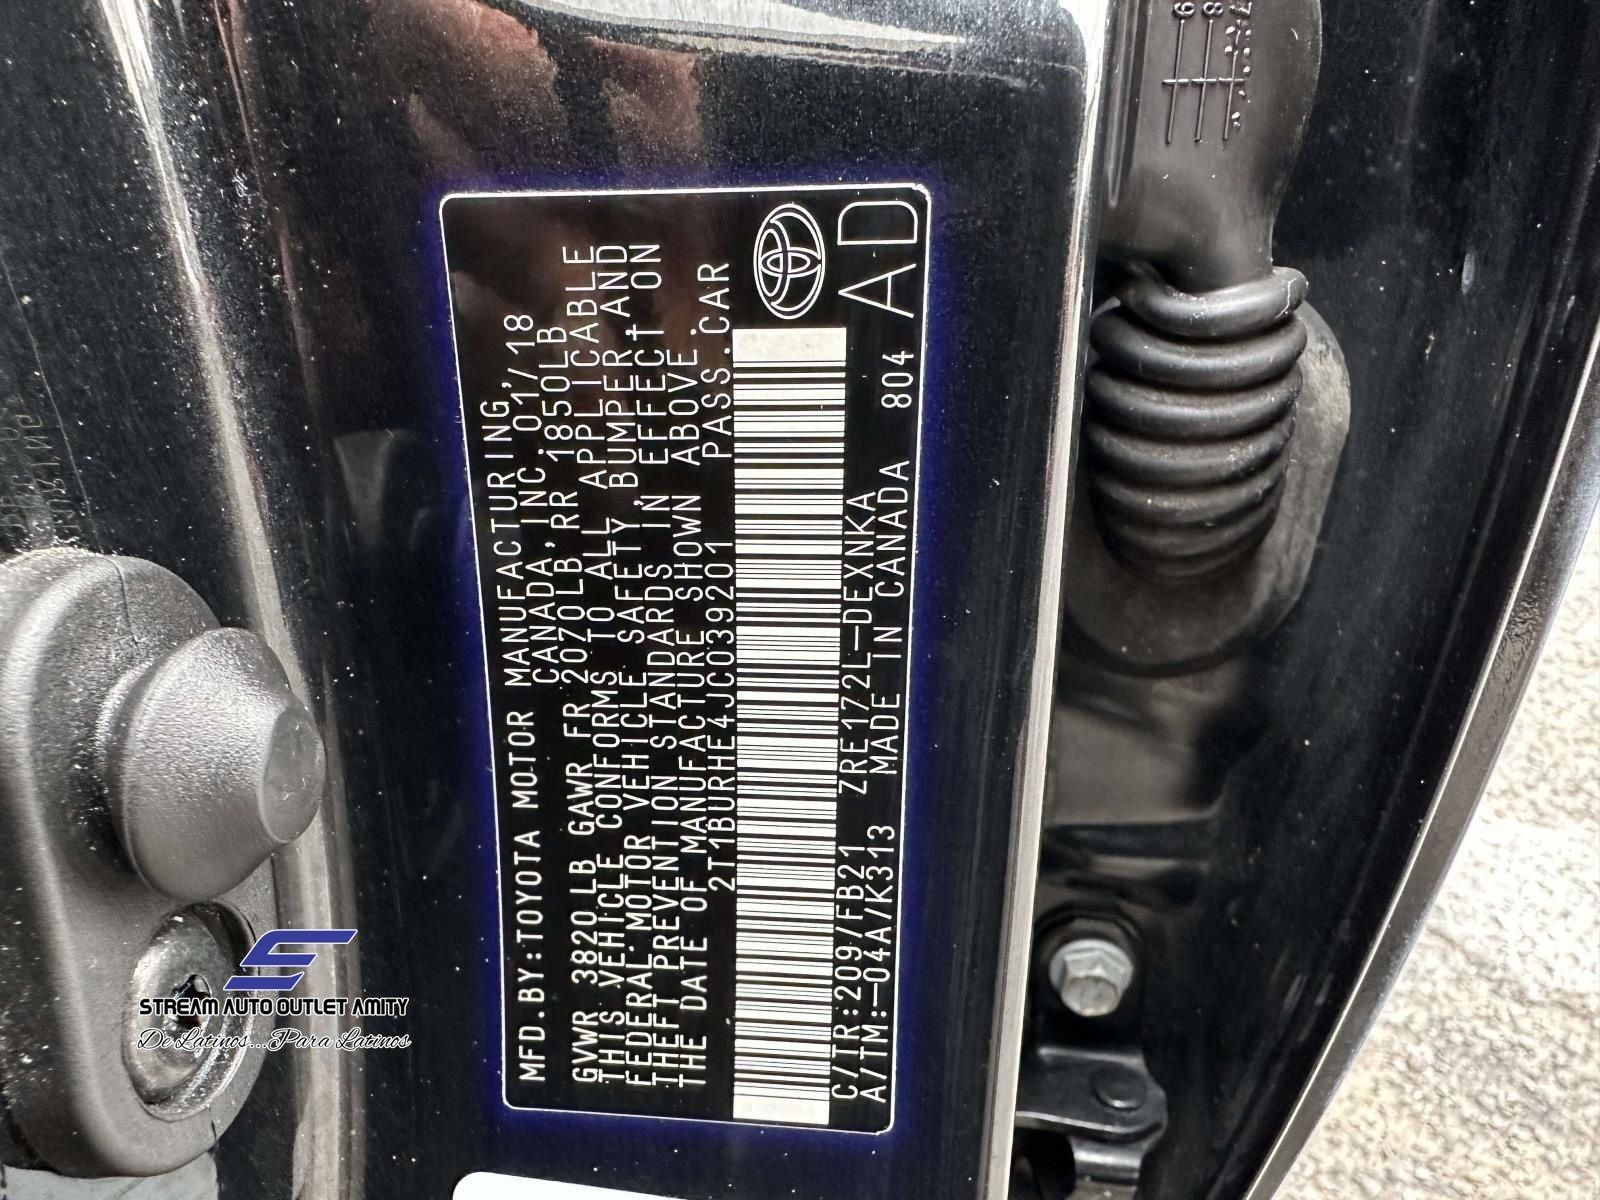 MFD.BY:TOYOTA MOTOR MANUFACTURING,
CANADA,INC. 01/18
GVWR 3820LB GAWR FR 2070LB,RR 1850LB
THIS VEHICLE CONFORMS TO ALL APPLICABLE
FEDERAL MOTOR VEHICLE SAFETY,BUMPER,AND
THEFT PREVENTION STANDARDS IN EFFECT ON
THE DATE OF MANUFACTURE SHOWN ABOVE.
2T1BURHE4JC039201 PASS.CAR
C/TR:209/FB21 ZRE172L-DEXNKA
A/TM:-04A/K313 MADE IN CANADA 804
AD
STREAM AUTO OUTLET AMITY
De Latinos... Para Latinos